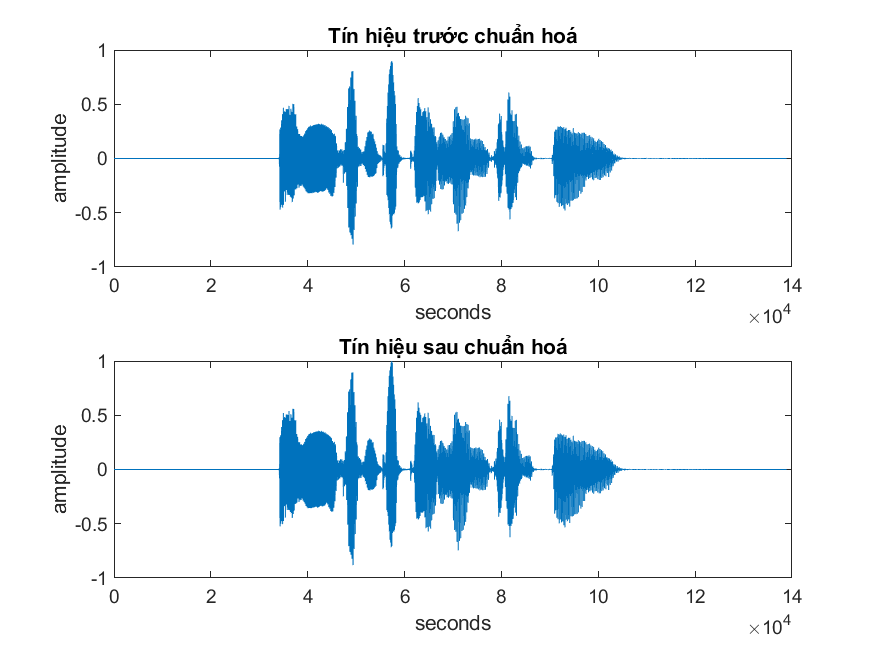 Tín hiệu trước chuẩn hoá
1
0.5
0
-0.5
-1
amplitude
0 2 4 6 8 10 12 14
seconds
×10^4
Tín hiệu sau chuẩn hoá
1
0.5
0
-0.5
-1
amplitude
0 2 4 6 8 10 12 14
seconds
×10^4